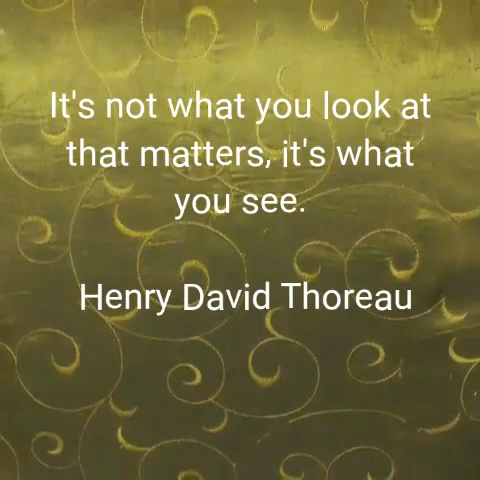 It's not what you look at
that matters, it's what
you see.
Henry David Thoreau